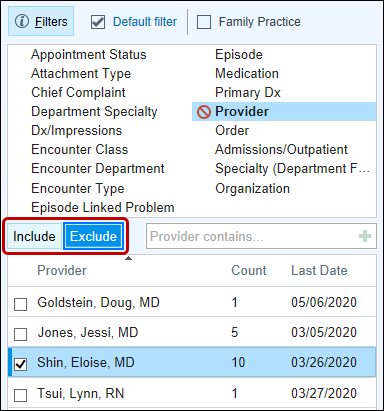 Filters Default filter Family Practice
Appointment Status Episode
Attachment Type Medication
Chief Complaint Primary Dx
Department Specialty Provider
Dx/Impressions Order
Encounter Class Admissions/Outpatient
Encounter Department Specialty (Department F...
Encounter Type Organization
Episode Linked Problem
Include Exclude Provider contains...
Provider Count Last Date
Goldstein, Doug, MD 1 05/06/2020
Jones, Jessi, MD 5 03/05/2020
Shin, Eloise, MD 10 03/26/2020
Tsui, Lynn, RN 1 03/27/2020